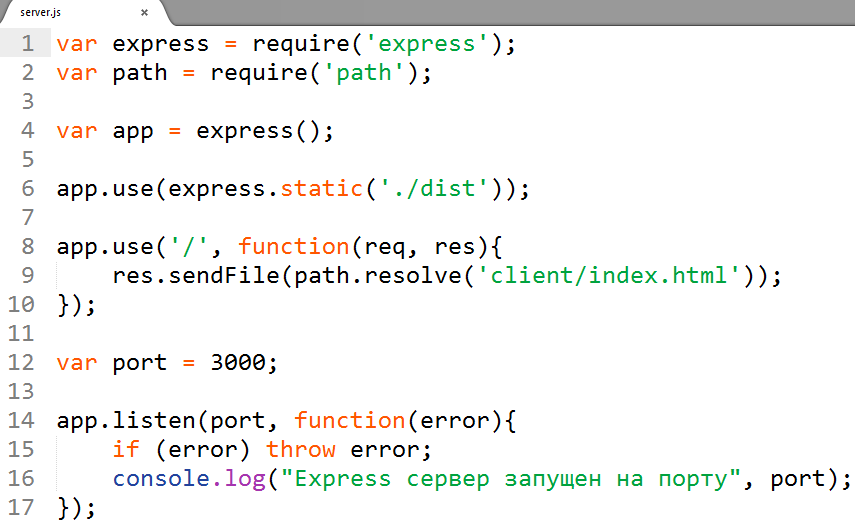 server.js ×
1 var express = require('express');
2 var path = require('path');
3
4 var app = express();
5
6 app.use(express.static('./dist'));
7
8 app.use('/', function(req, res){
9     res.sendFile(path.resolve('client/index.html'));
10 });
11
12 var port = 3000;
13
14 app.listen(port, function(error){
15     if (error) throw error;
16     console.log("Express сервер запущен на порту", port);
17 });